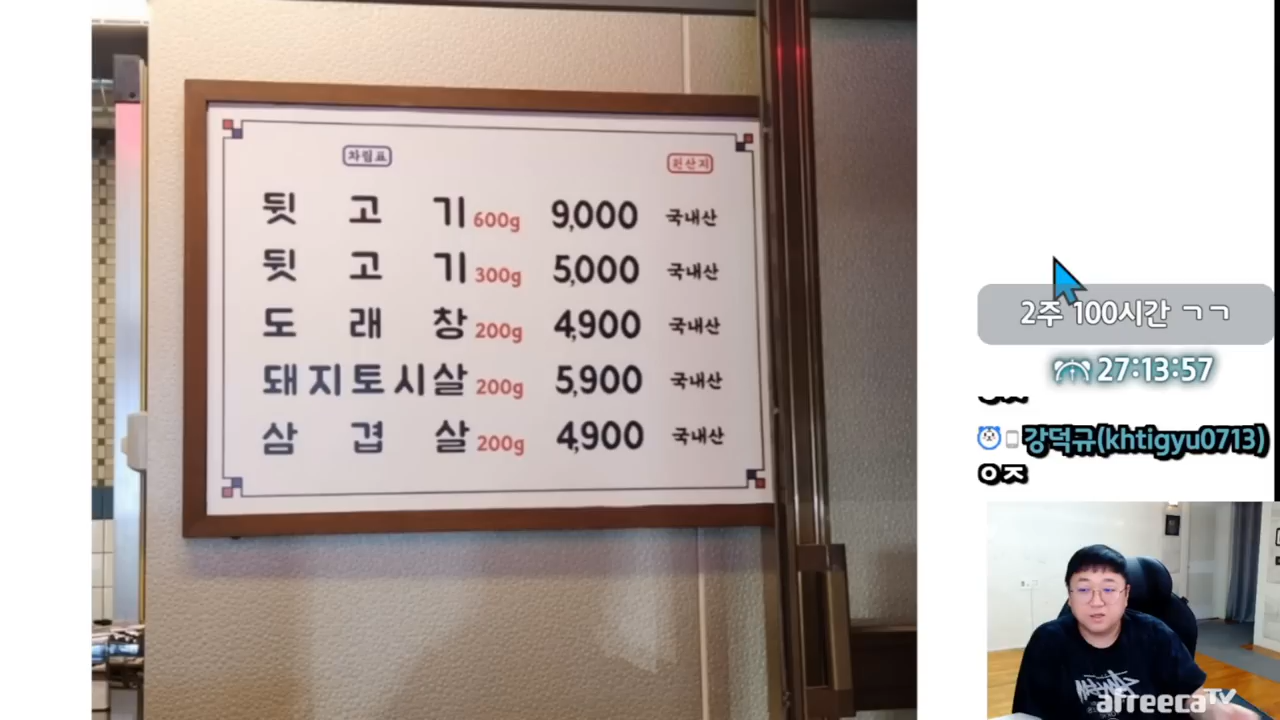 차림표 원산지
뒷고기 600g 9,000 국내산
뒷고기 300g 5,000 국내산
도래창 200g 4,900 국내산
돼지토시살 200g 5,900 국내산
삼겹살 200g 4,900 국내산
2주 100시간 ㄱㄱ
27:13:57
강덕규(khtigyu0713)
ㅇㅈ
afreecaTV